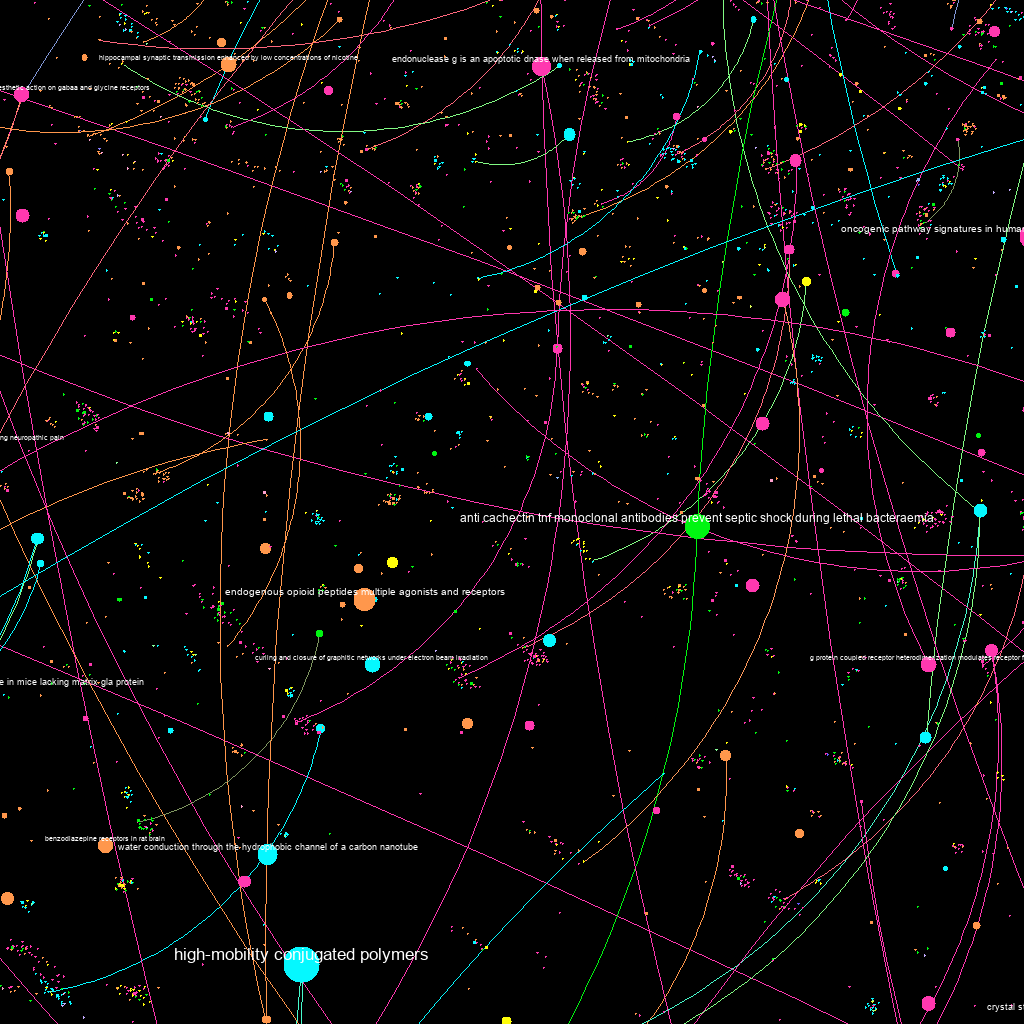 hippocampal synaptic transmission enhanced by low concentrations of nicotine
endonuclease g is an apoptotic dnase when released from mitochondria
esthetic action on gabaa and glycine receptors
oncogenic pathway signatures in human
ng neuropathic pain
anti cachectin tnf monoclonal antibodies prevent septic shock during lethal bacteraemia
endogenous opioid peptides multiple agonists and receptors
curling and closure of graphitic networks under electron beam irradiation
g protein coupled receptor heterodimerization modulates receptor f
e in mice lacking matrix-gla protein
benzodiazepine receptors in rat brain
water conduction through the hydrophobic channel of a carbon nanotube
high-mobility conjugated polymers
crystal st